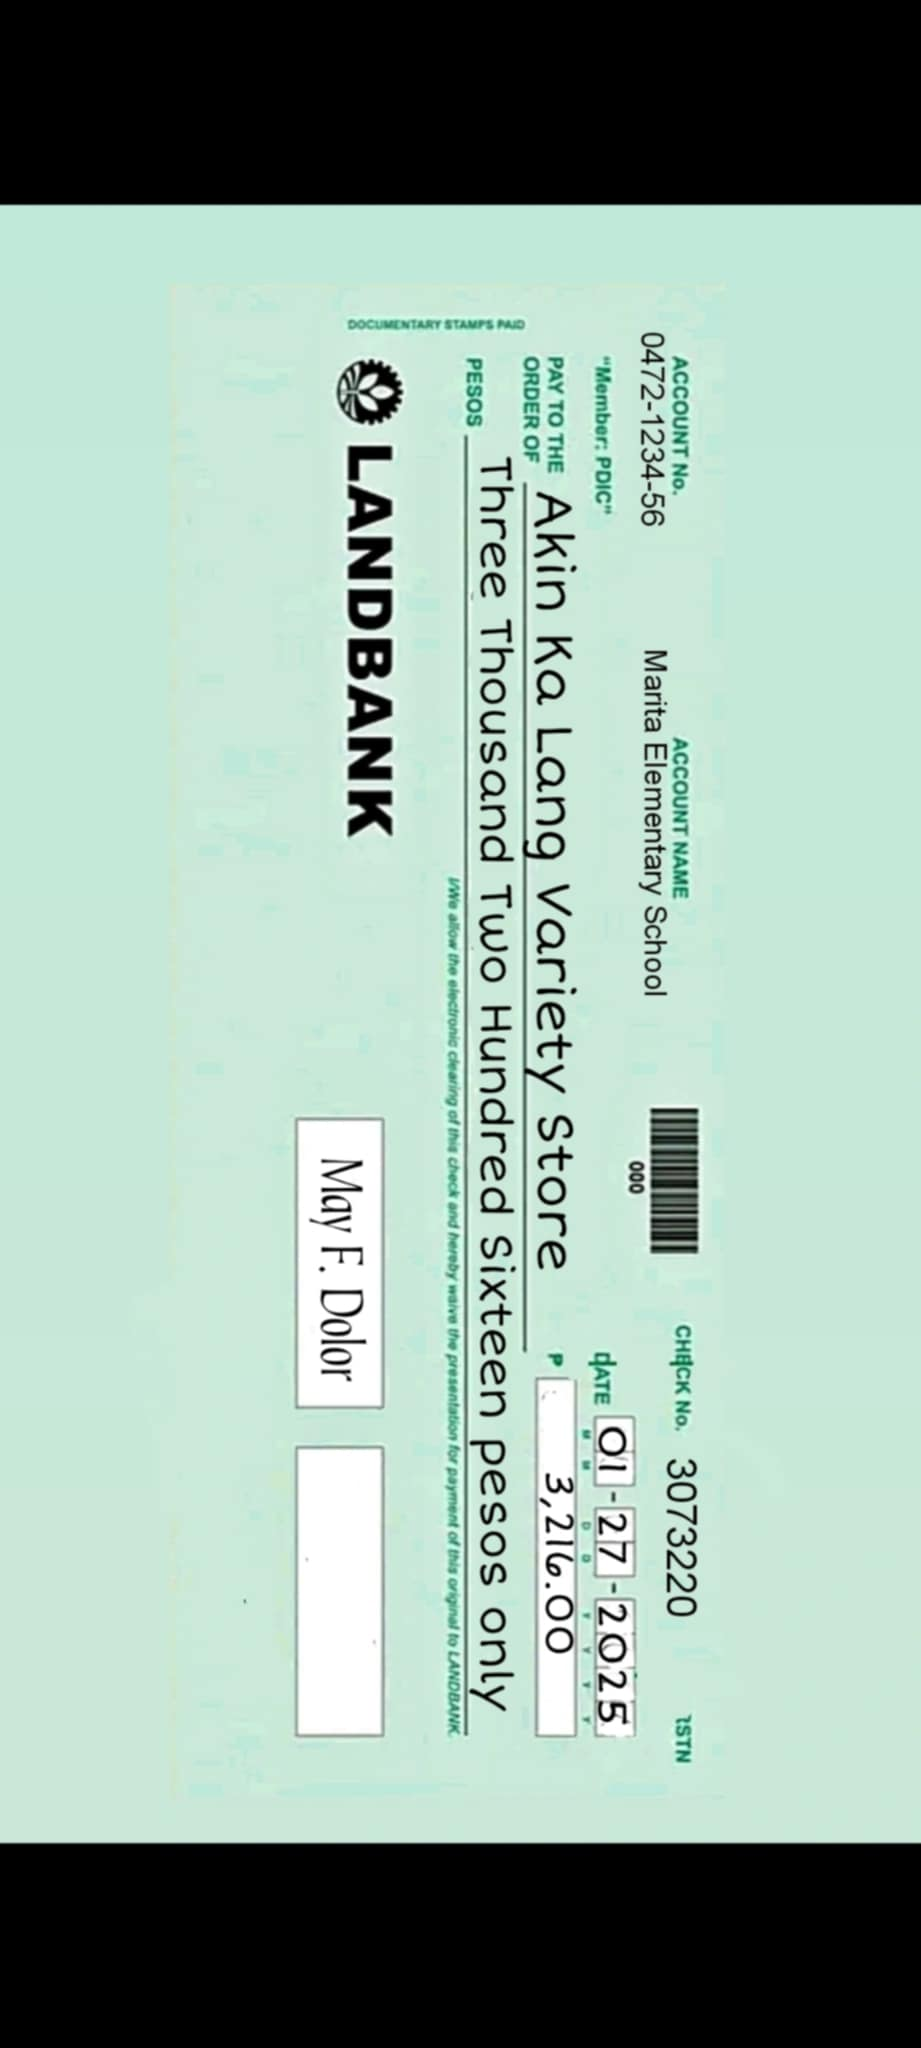 ACCOUNT No. ACCOUNT NAME CHECK No. 3073220
0472-1234-56 Marita Elementary School
000
"Member: PDIC" DATE 01-27-2025
M M D D Y Y Y Y
PAY TO THE
ORDER OF Akin Ka Lang Variety Store P 3,216.00
PESOS Three Thousand Two Hundred Sixteen pesos only
I/We allow the electronic clearing of this check and hereby waive the presentation for payment of this original to LANDBANK.
DOCUMENTARY STAMPS PAID
LANDBANK
May F. Dolor